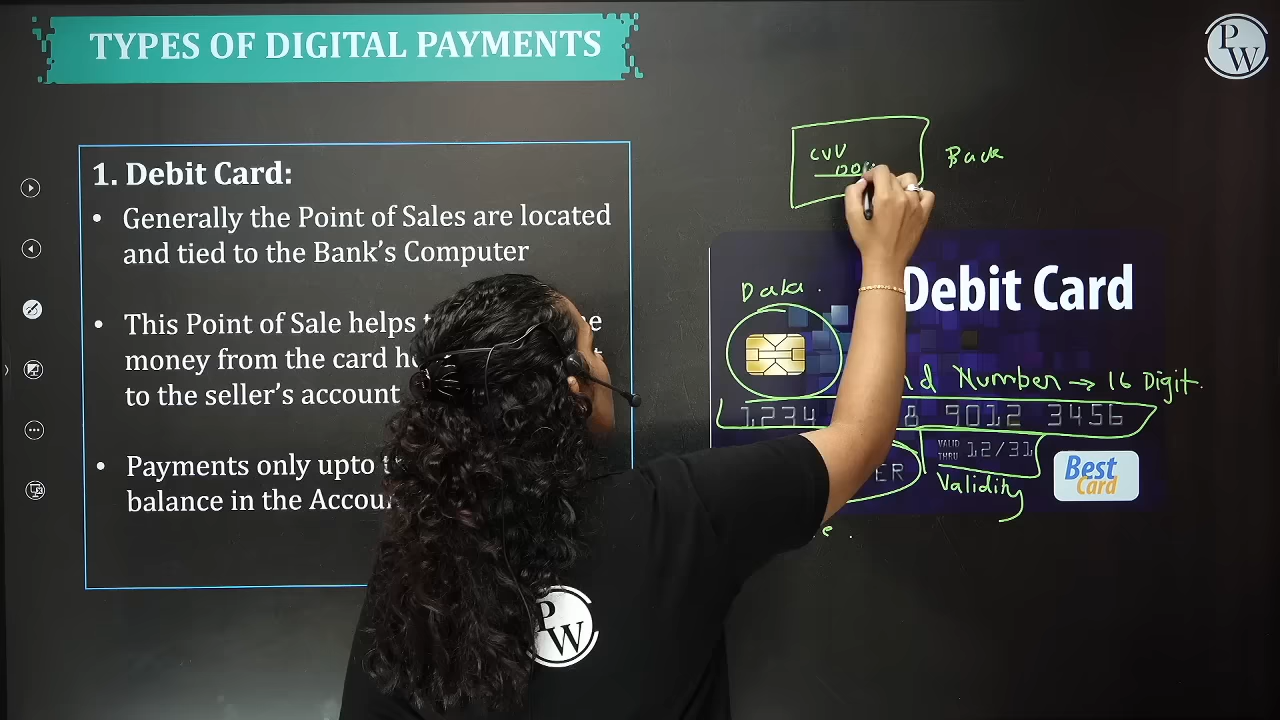 TYPES OF DIGITAL PAYMENTS
PW
1. Debit Card:
• Generally the Point of Sales are located
and tied to the Bank's Computer
• This Point of Sale helps
money from the card
to the seller's account
• Payments only upto
balance in the
CVV
Back
Data.
Debit Card
Number → 16 Digit.
1234 8 9012 3456
VALID
THRU 12/31
Validity
Best
Card
PW